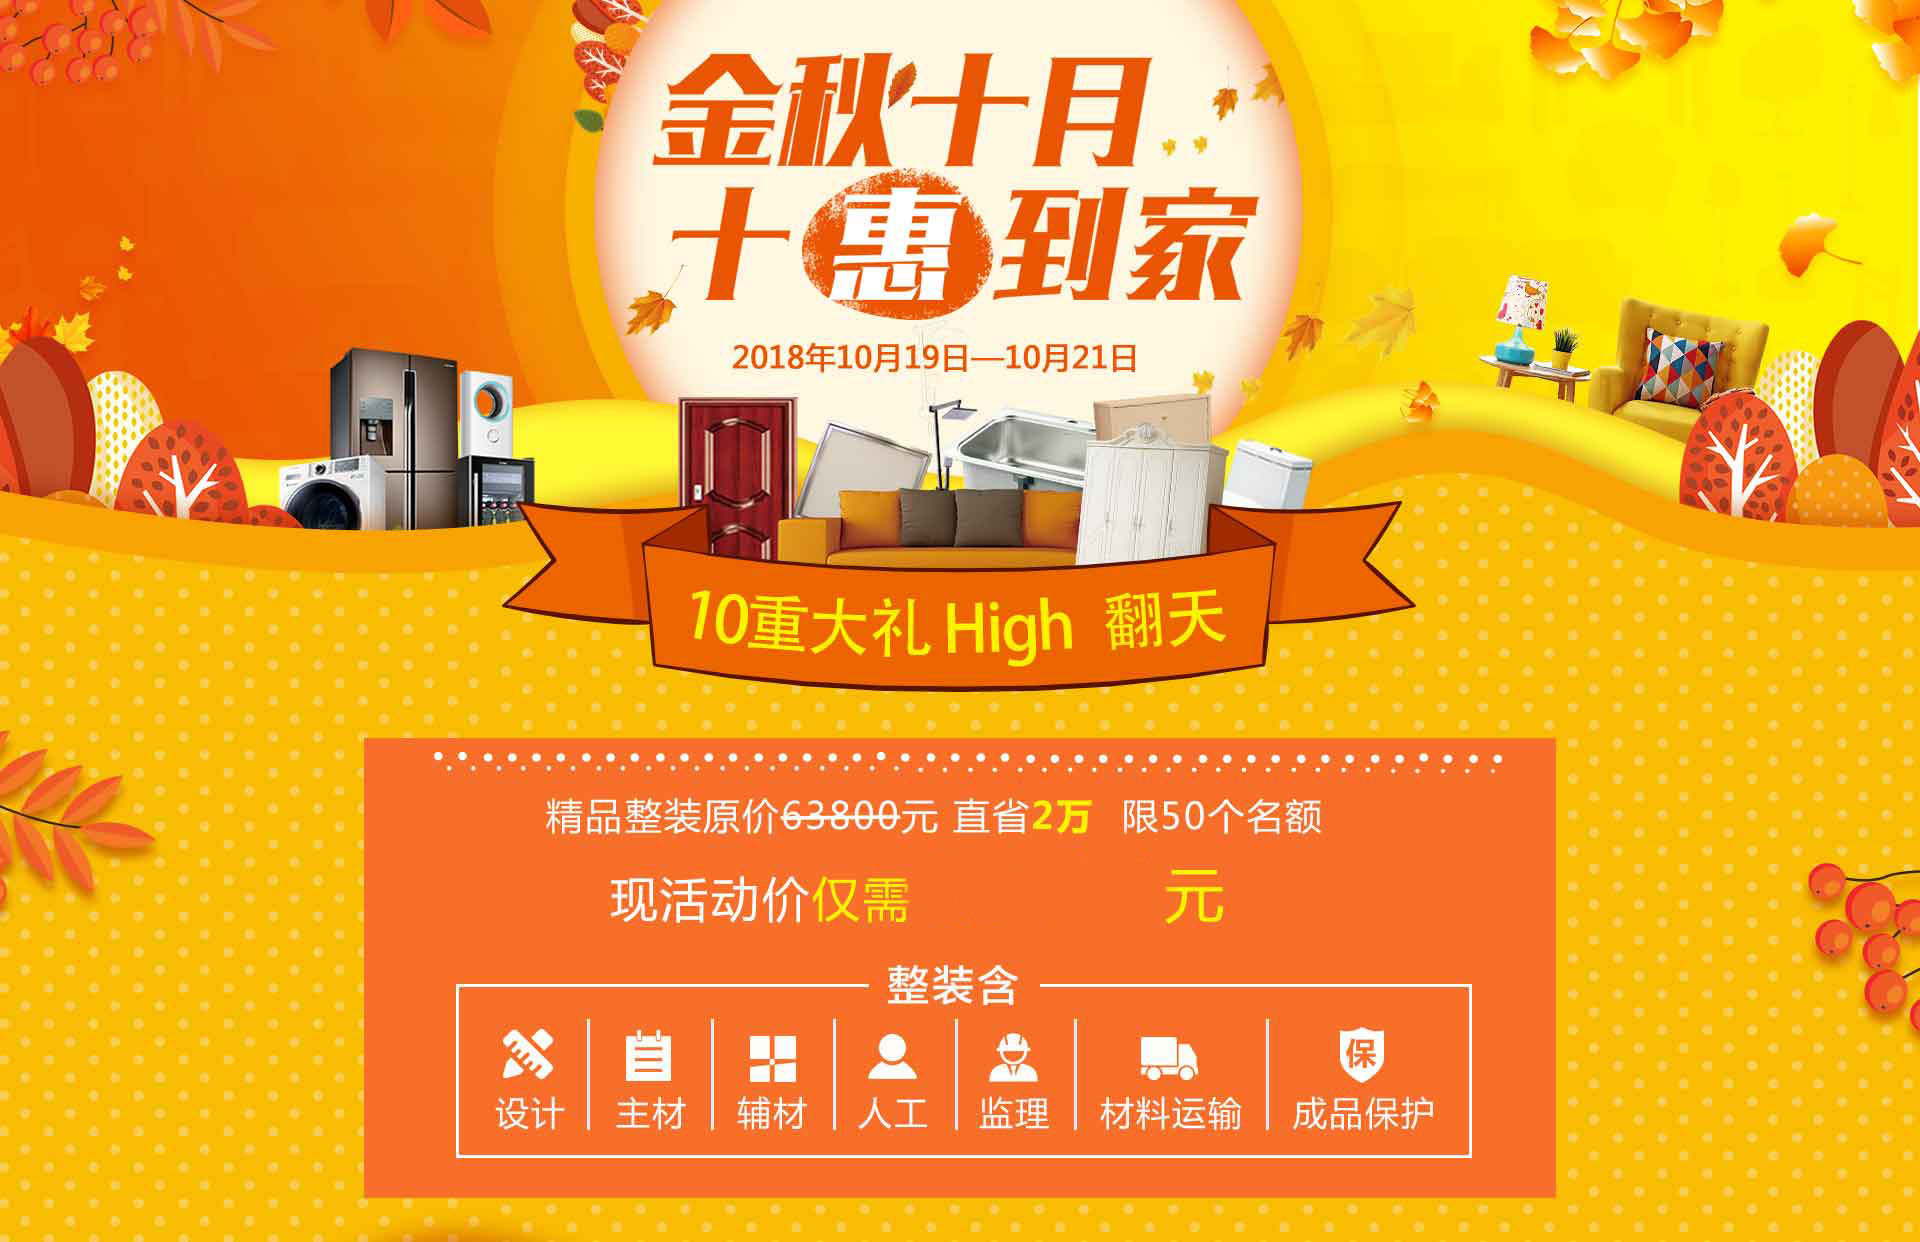 金秋十月
十惠到家
2018年10月19日—10月21日
10重大礼 High 翻天
精品整装原价63800元 直省2万 限50个名额
现活动价仅需 元
整装含
保
设计 主材 辅材 人工 监理 材料运输 成品保护